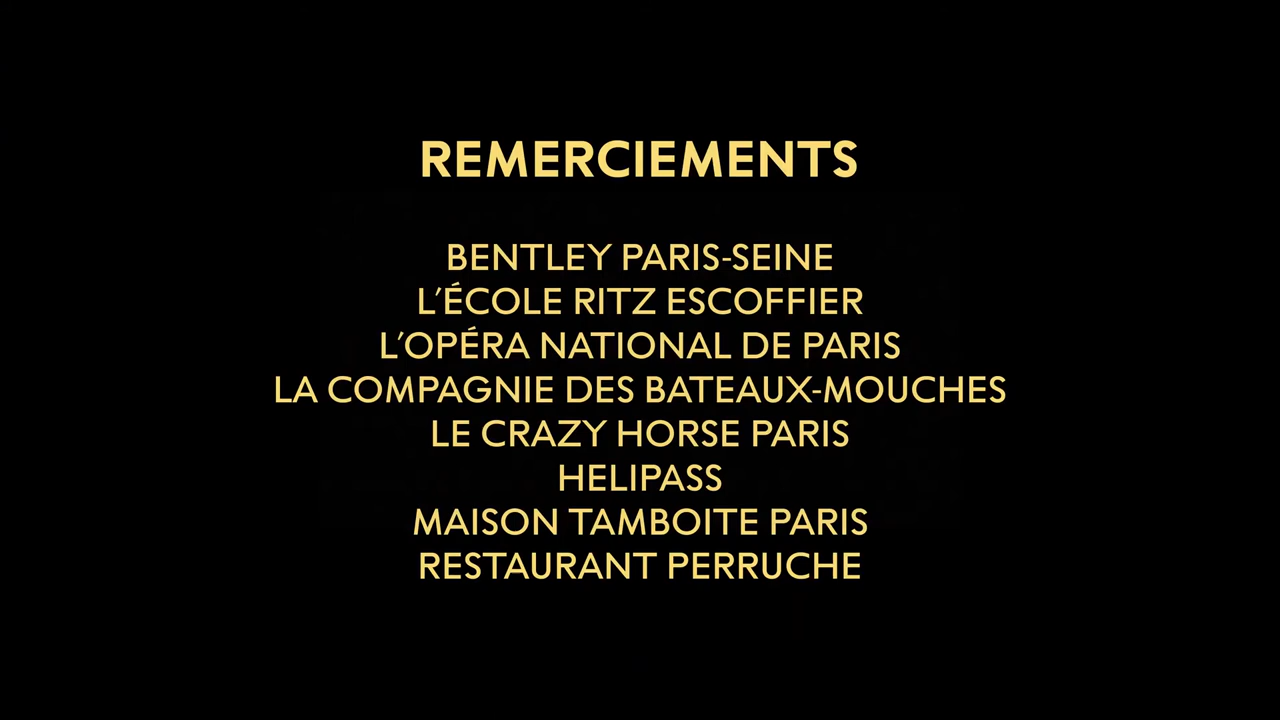 REMERCIEMENTS
BENTLEY PARIS-SEINE
L'ÉCOLE RITZ ESCOFFIER
L'OPÉRA NATIONAL DE PARIS
LA COMPAGNIE DES BATEAUX-MOUCHES
LE CRAZY HORSE PARIS
HELIPASS
MAISON TAMBOITE PARIS
RESTAURANT PERRUCHE